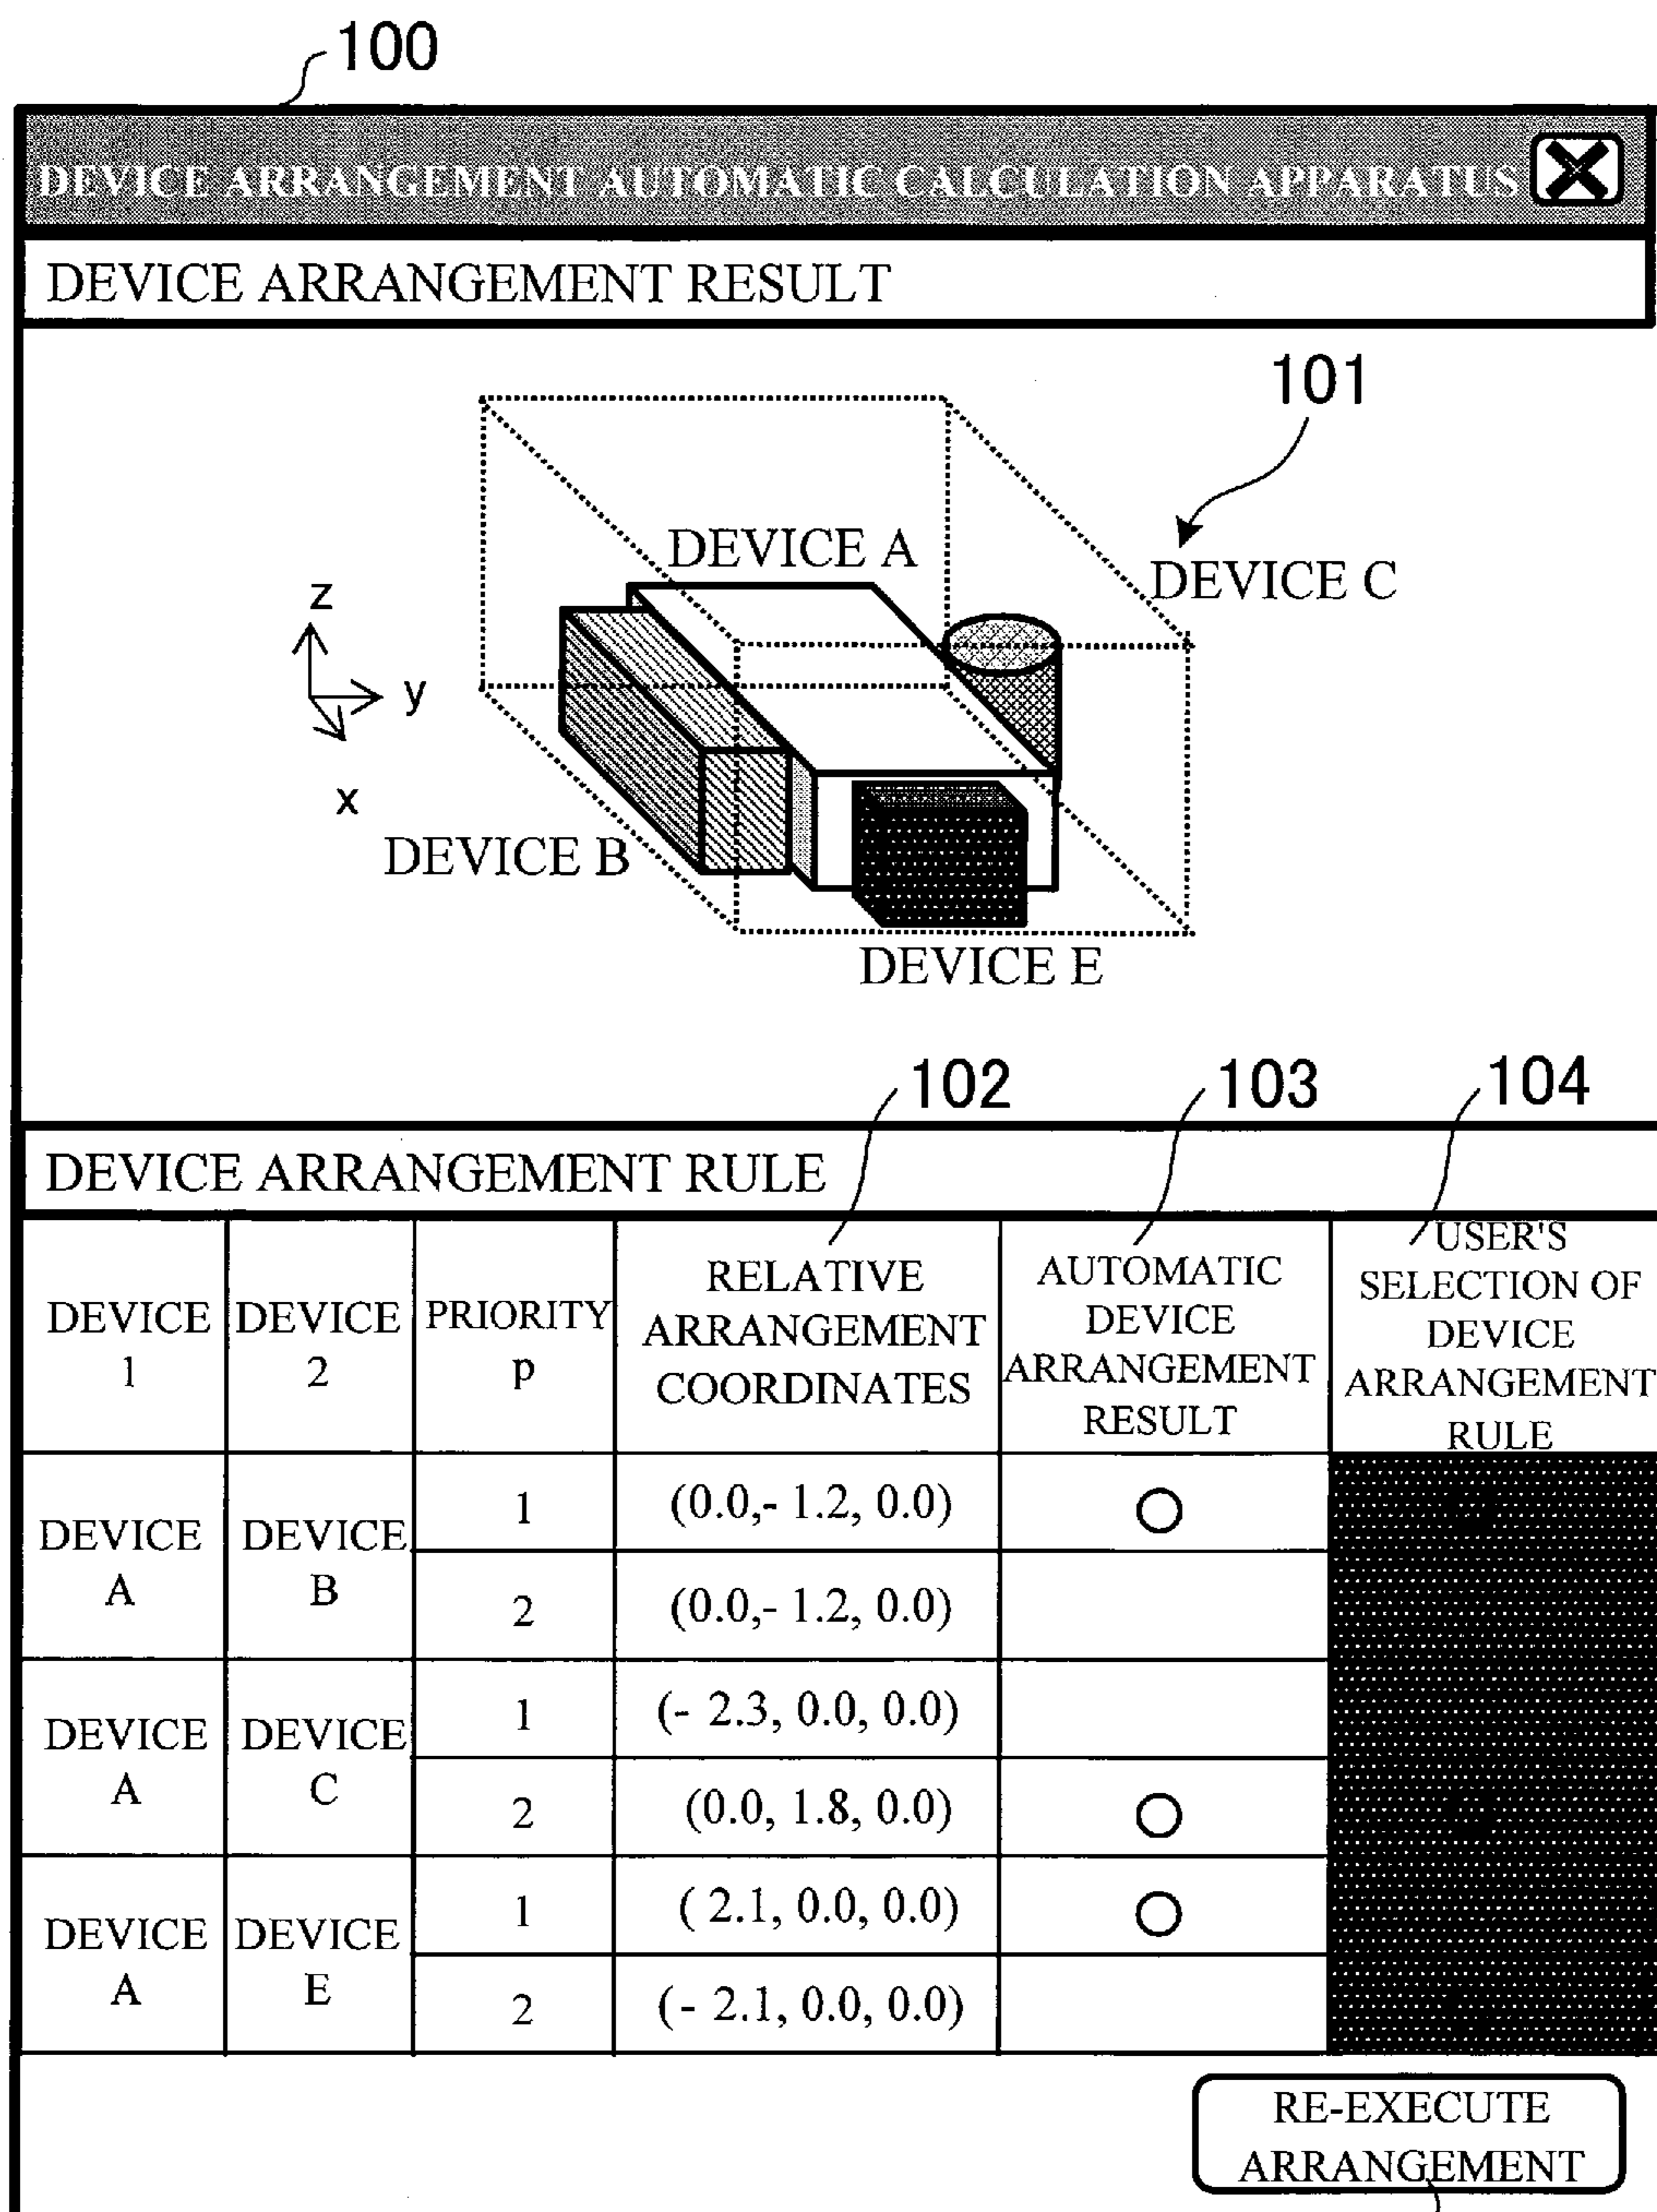 100
DEVICE ARRANGEMENT AUTOMATIC CALCULATION APPARATUS
DEVICE ARRANGEMENT RESULT
101
DEVICE A
DEVICE C
z
y
x
DEVICE B
DEVICE E
102
103
104
DEVICE ARRANGEMENT RULE
DEVICE 1
DEVICE 2
PRIORITY p
RELATIVE ARRANGEMENT COORDINATES
AUTOMATIC DEVICE ARRANGEMENT RESULT
USER'S SELECTION OF DEVICE ARRANGEMENT RULE
DEVICE A
DEVICE B
1
(0.0,- 1.2, 0.0)
○
2
(0.0,- 1.2, 0.0)
DEVICE A
DEVICE C
1
(- 2.3, 0.0, 0.0)
2
(0.0, 1.8, 0.0)
○
DEVICE A
DEVICE E
1
( 2.1, 0.0, 0.0)
○
2
(- 2.1, 0.0, 0.0)
RE-EXECUTE
ARRANGEMENT